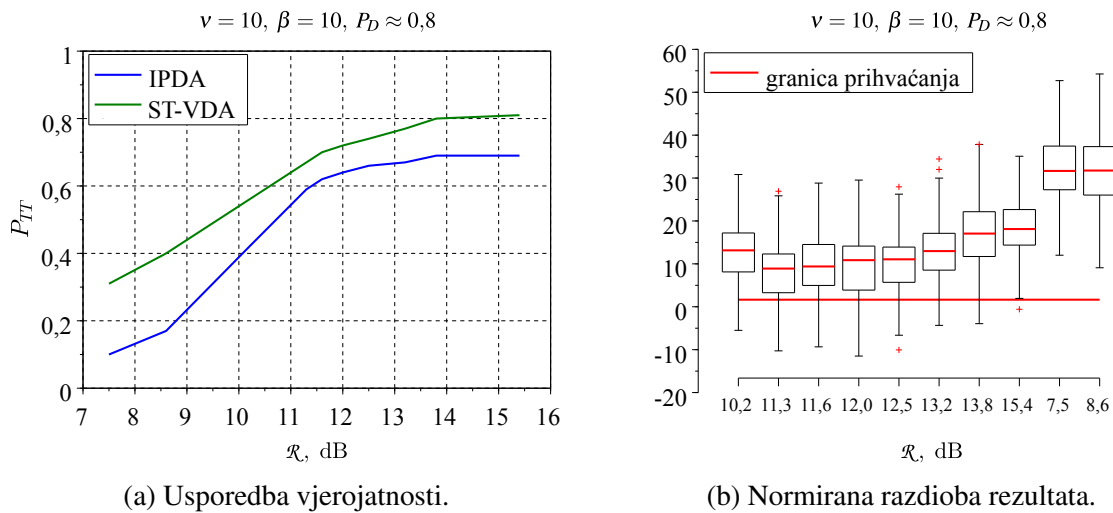 ν = 10, β = 10, P_D ≈ 0,8
IPDA
ST-VDA
P_TT
1
0,8
0,6
0,4
0,2
0
7 8 9 10 11 12 13 14 15 16
ℛ, dB
(a) Usporedba vjerojatnosti.
ν = 10, β = 10, P_D ≈ 0,8
granica prihvaćanja
60
50
40
30
20
10
0
-10
-20
10,2 11,3 11,6 12,0 12,5 13,2 13,8 15,4 7,5 8,6
ℛ, dB
(b) Normirana razdioba rezultata.